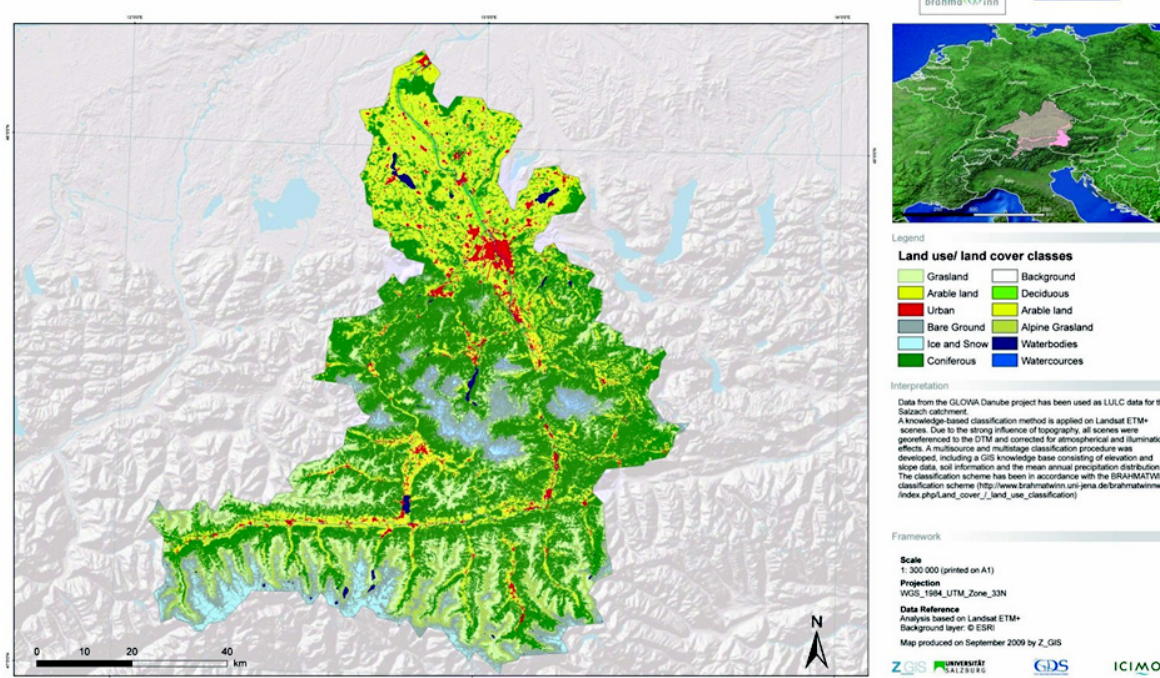 brahma inn
Legend
Land use/ land cover classes
Grasland
Background
Arable land
Deciduous
Urban
Arable land
Bare Ground
Alpine Grasland
Ice and Snow
Waterbodies
Coniferous
Watercources
Interpretation
Data from the GLOWA Danube project has been used as LULC data for th
Salzach catchment.
A knowledge-based classification method is applied on Landsat ETM+
scenes. Due to the strong influence of topography, all scenes were
georeferenced to the DTM and corrected for atmospherical and illuminatio
effects. A multisource and multistage classification procedure was
developed, including a GIS knowledge base consisting of elevation and
slope data, soil information and the mean annual precipitation distribution
The classification scheme has been in accordance with the BRAHMATWI
classification scheme (http://www.brahmatwinn.uni-jena.de/brahmatwinnw
/index.php/Land_cover_/_land_use_classification)
Framework
Scale
1: 300 000 (printed on A1)
Projection
WGS_1984_UTM_Zone_33N
Data Reference
Analysis based on Landsat ETM+
Background layer: © ESRI
Map produced on September 2009 by Z_GIS
N
0 10 20 40
km
Z_GIS UNIVERSITÄT SALZBURG GDS ICIMO